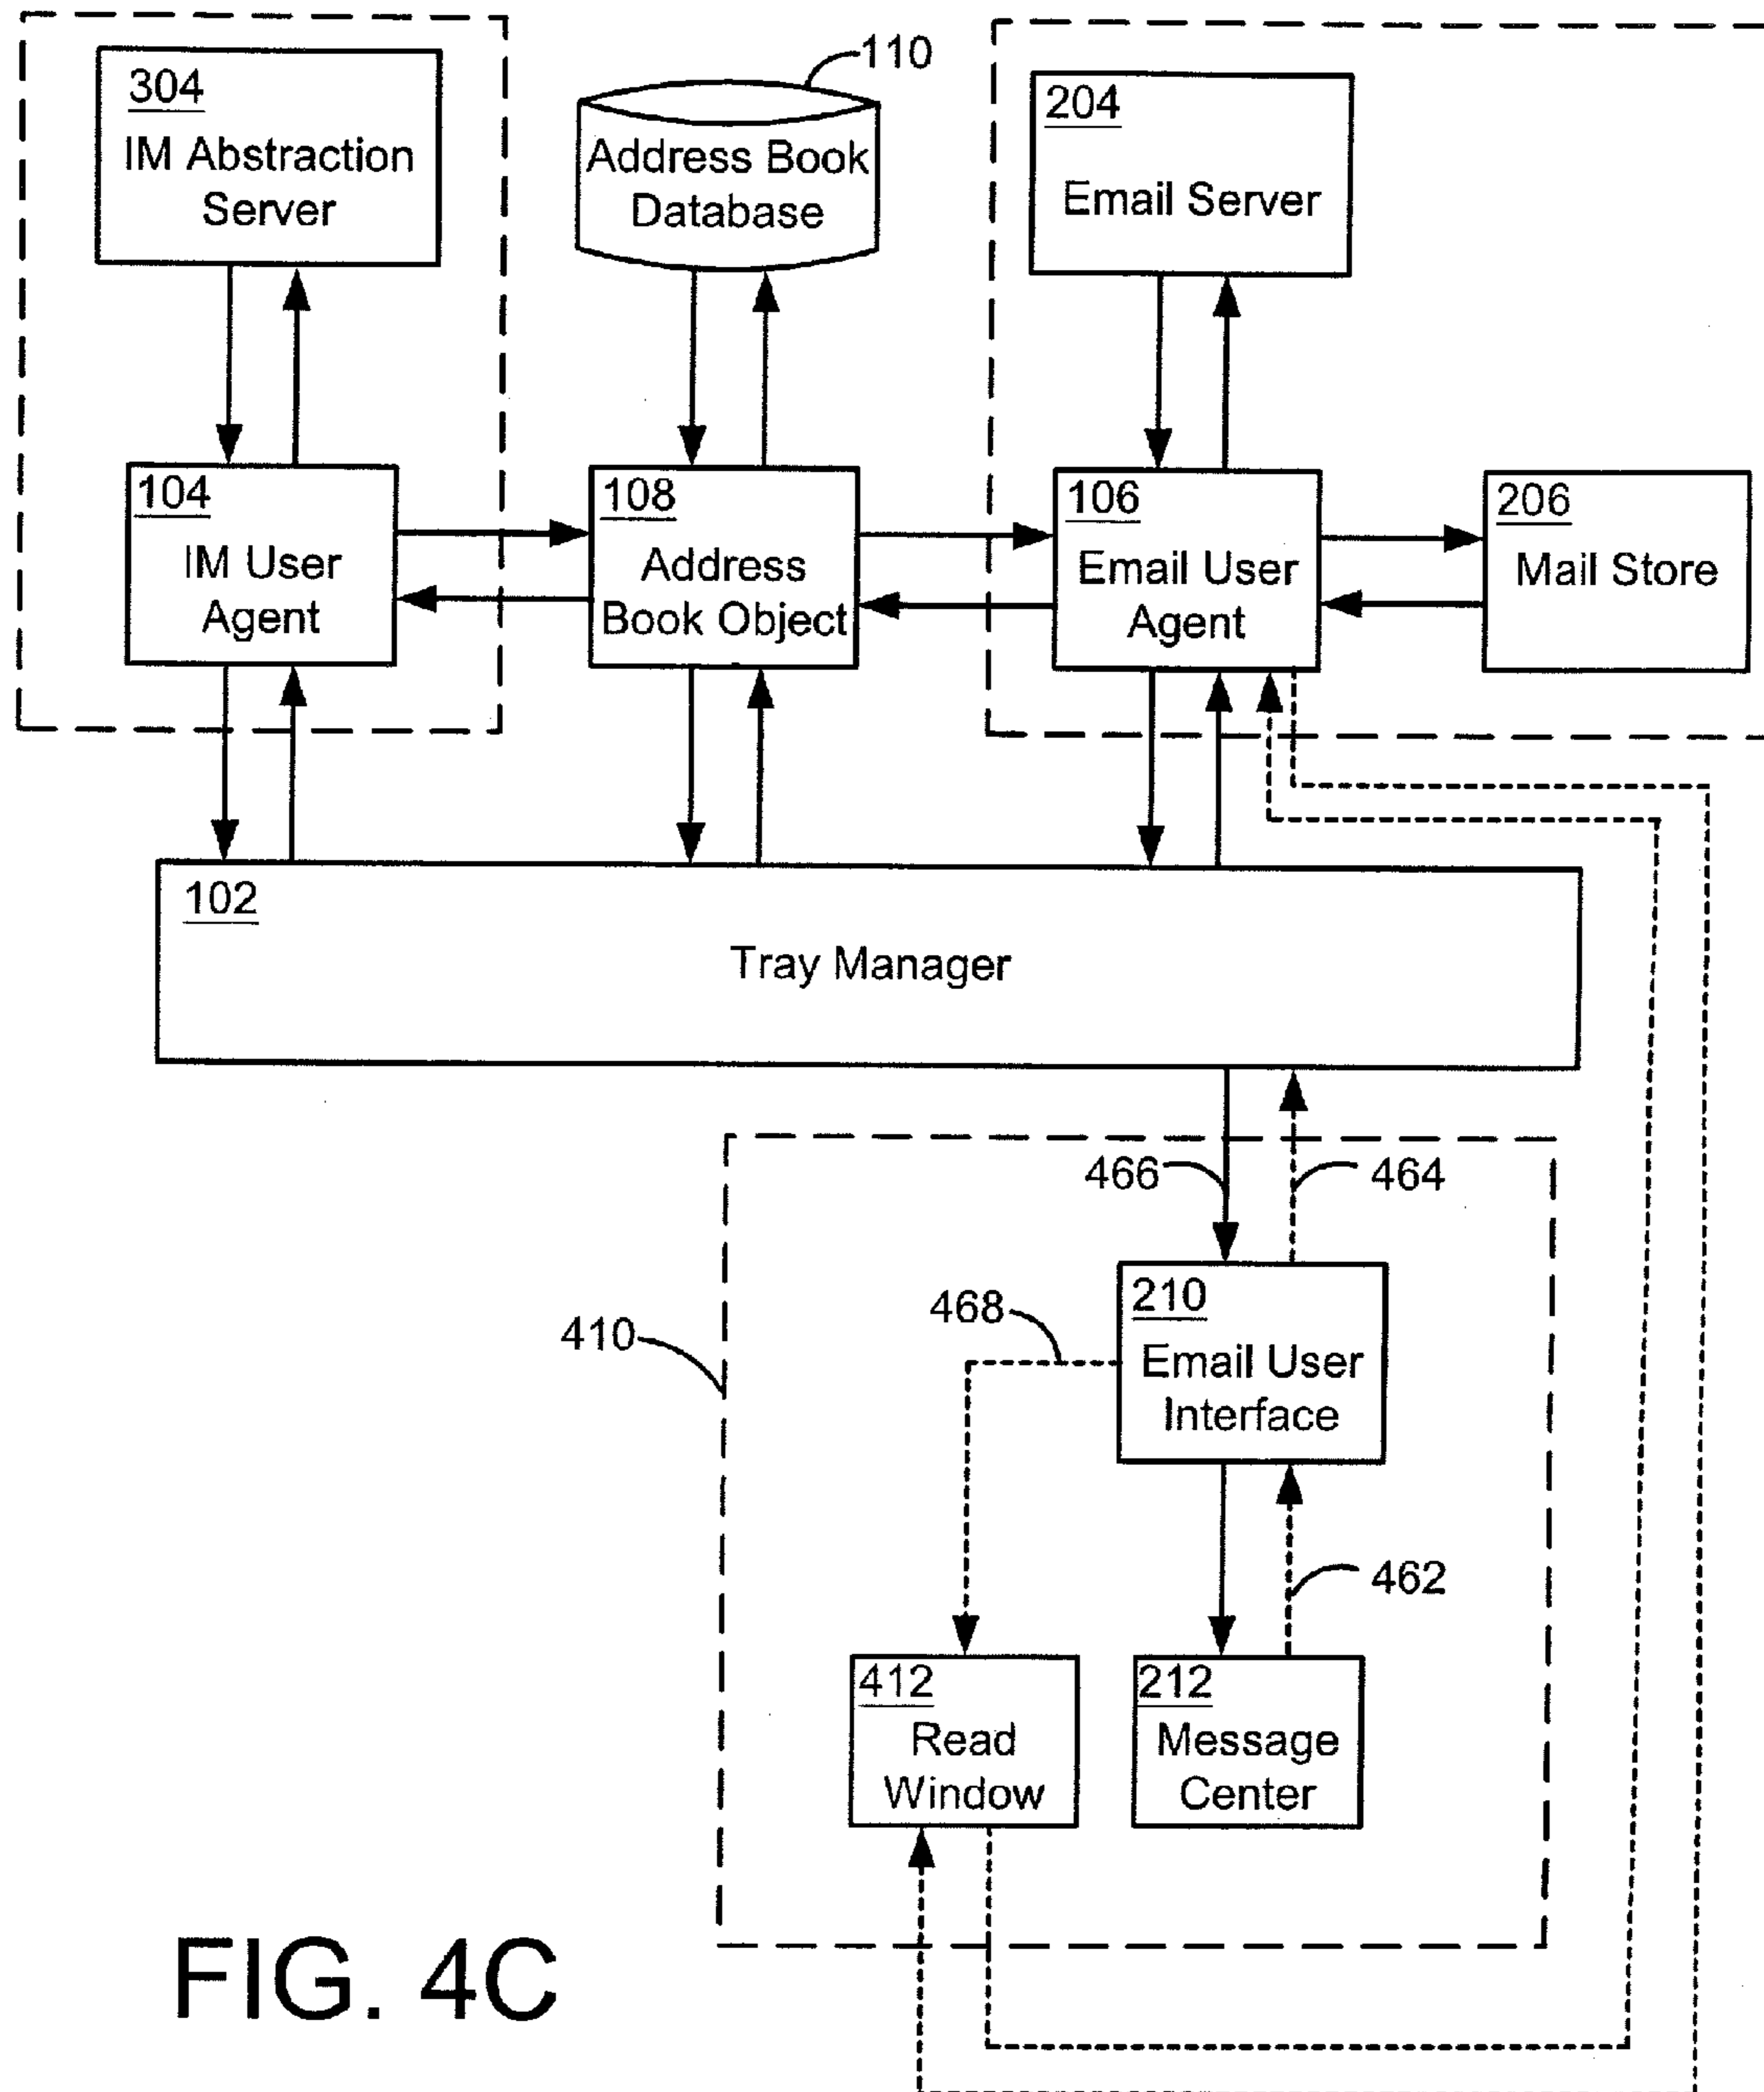 110
304
IM Abstraction
Server
Address Book
Database
204
Email Server
104
IM User
Agent
108
Address
Book Object
106
Email User
Agent
206
Mail Store
102
Tray Manager
466
464
410
468
210
Email User
Interface
462
412
Read
Window
212
Message
Center
FIG. 4C